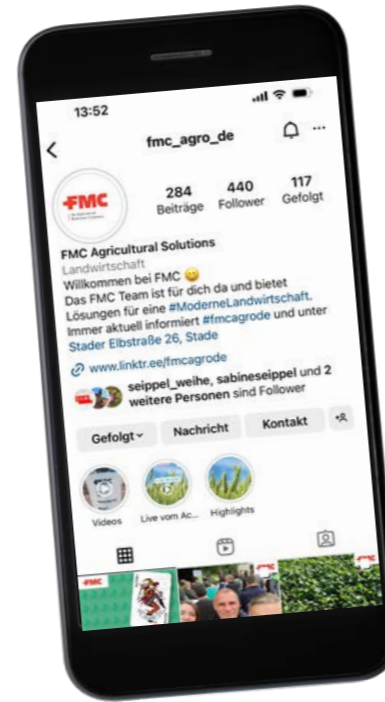 13:52
fmc_agro_de
FMC
284
440
117
Beiträge
Follower
Gefolgt
FMC Agricultural Solutions
Landwirtschaft
Willkommen bei FMC 😄
Das FMC Team ist für dich da und bietet
Lösungen für eine #ModerneLandwirtschaft.
Immer aktuell informiert #fmcagrode und unter
Stader Elbstraße 26, Stade
www.linktr.ee/fmcagrode
seippel_weihe, sabineseippel und 2
weitere Personen sind Follower
Gefolgt
Nachricht
Kontakt
Videos
Live vom Ac...
Highlights
FMC
FMC
FMC